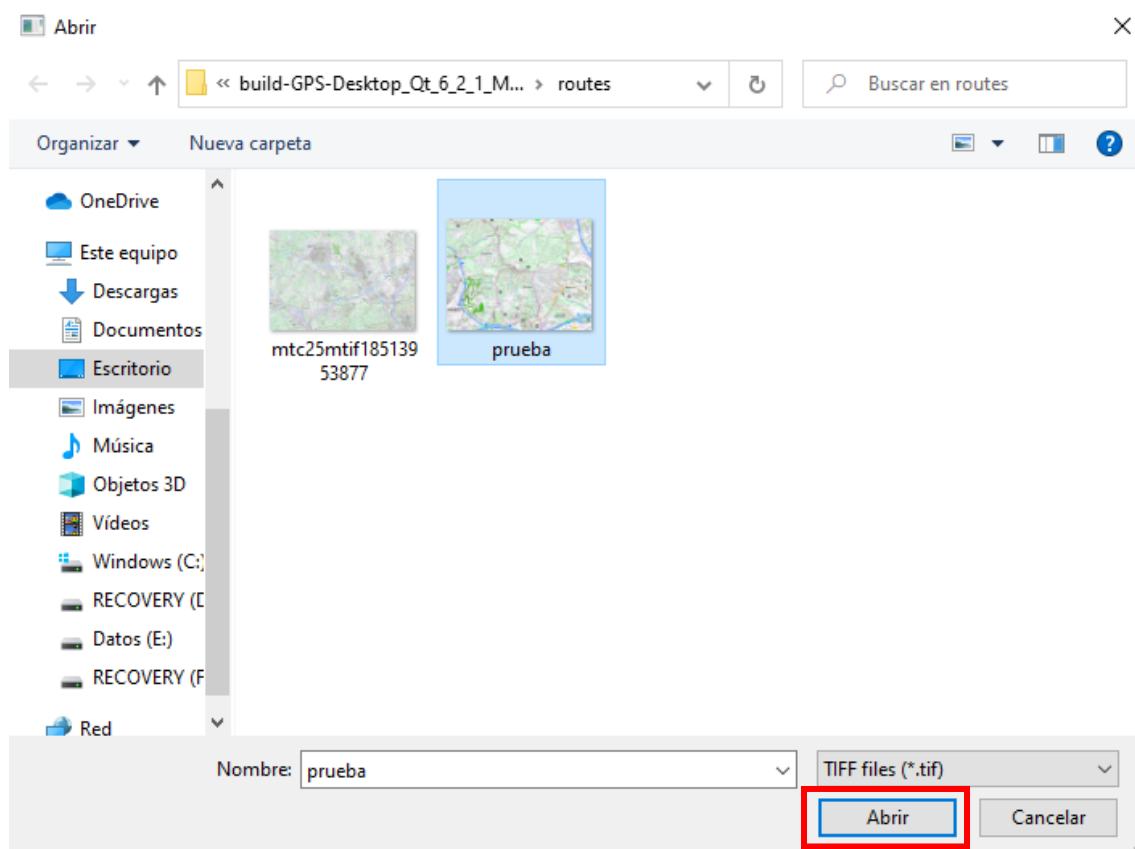 Abrir
« build-GPS-Desktop_Qt_6_2_1_M... › routes
Buscar en routes
Organizar
Nueva carpeta
?
OneDrive
Este equipo
Descargas
Documentos
Escritorio
Imágenes
Música
Objetos 3D
Vídeos
Windows (C:)
RECOVERY (D
Datos (E:)
RECOVERY (F
Red
mtc25mtif185139
53877
prueba
Nombre: prueba
TIFF files (*.tif)
Abrir
Cancelar